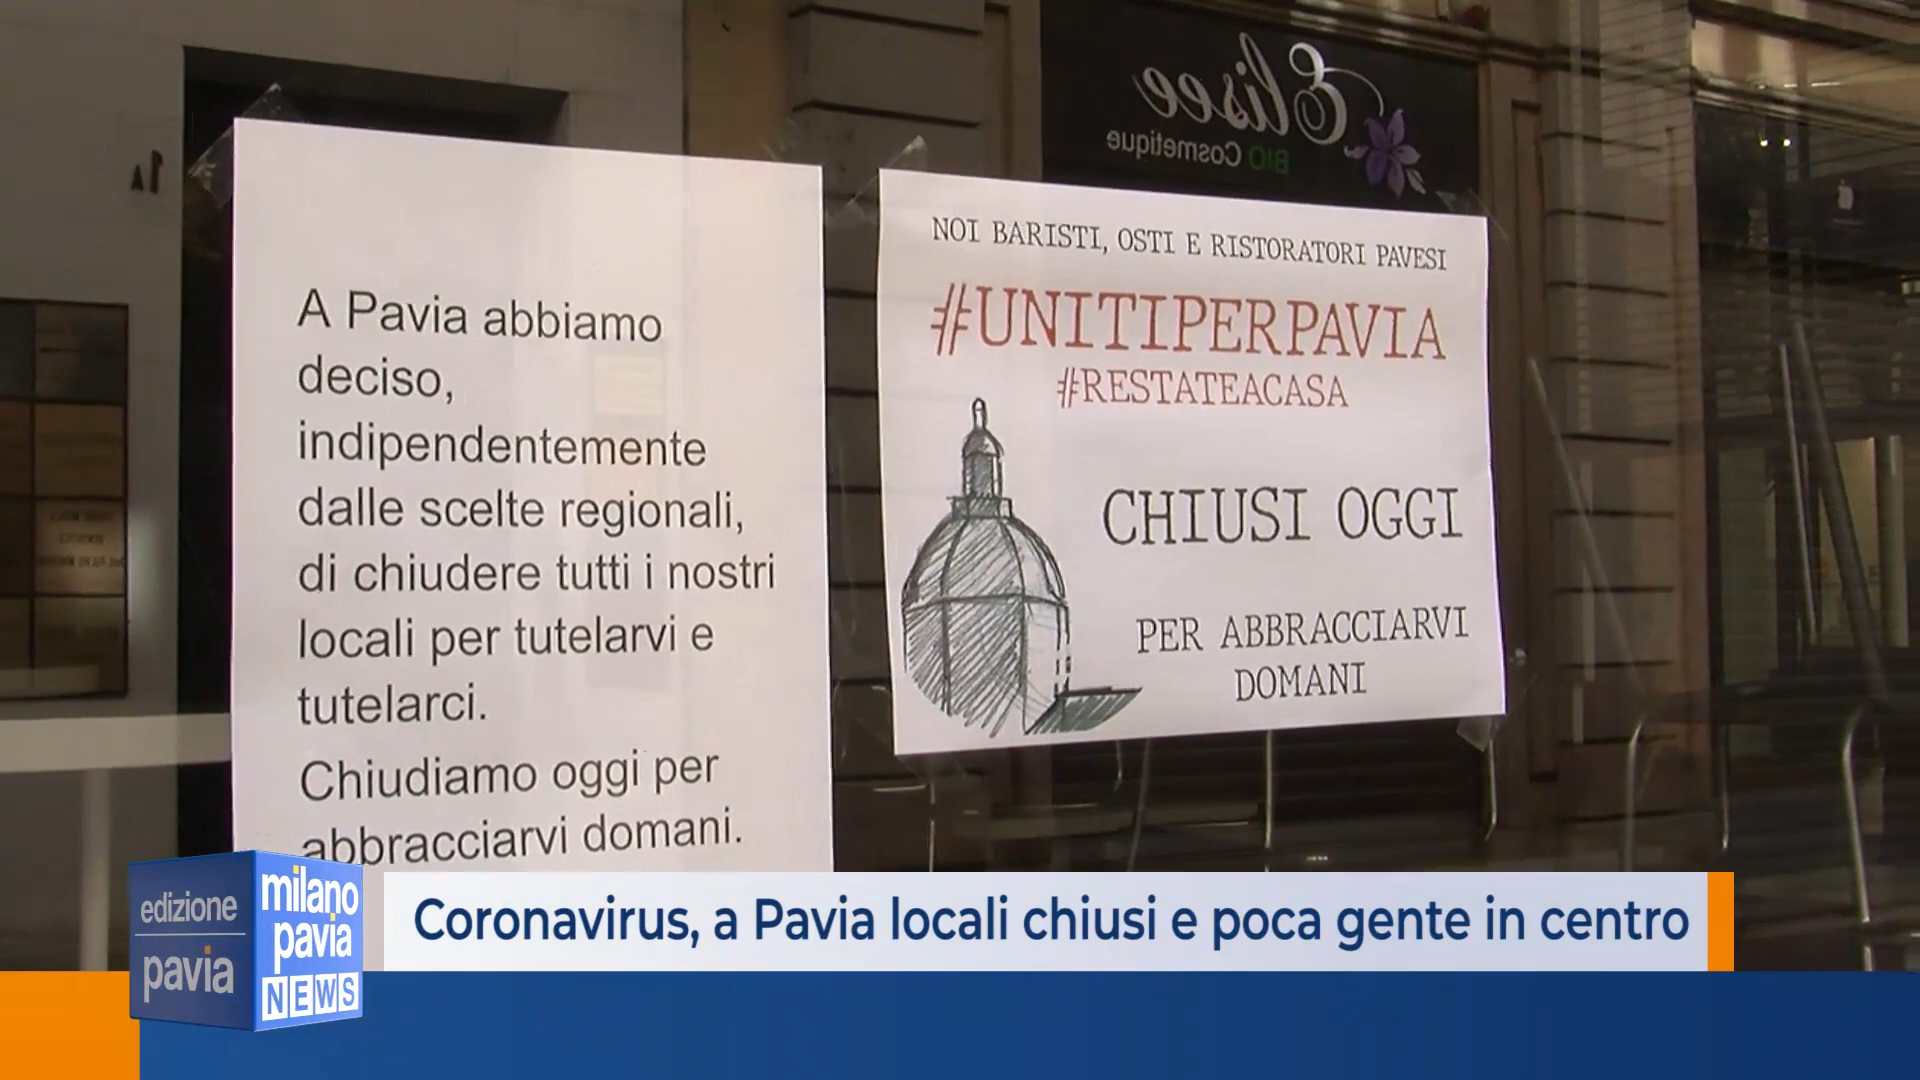 A Pavia abbiamo
deciso,
indipendentemente
dalle scelte regionali,
di chiudere tutti i nostri
locali per tutelarvi e
tutelarci.
Chiudiamo oggi per
abbracciarvi domani.
Elisee
BIO Cosmetique
1A
NOI BARISTI, OSTI E RISTORATORI PAVESI
#UNITIPERPAVIA
#RESTATEACASA
CHIUSI OGGI
PER ABBRACCIARVI
DOMANI
edizione
pavia
milano
pavia
NEWS
Coronavirus, a Pavia locali chiusi e poca gente in centro